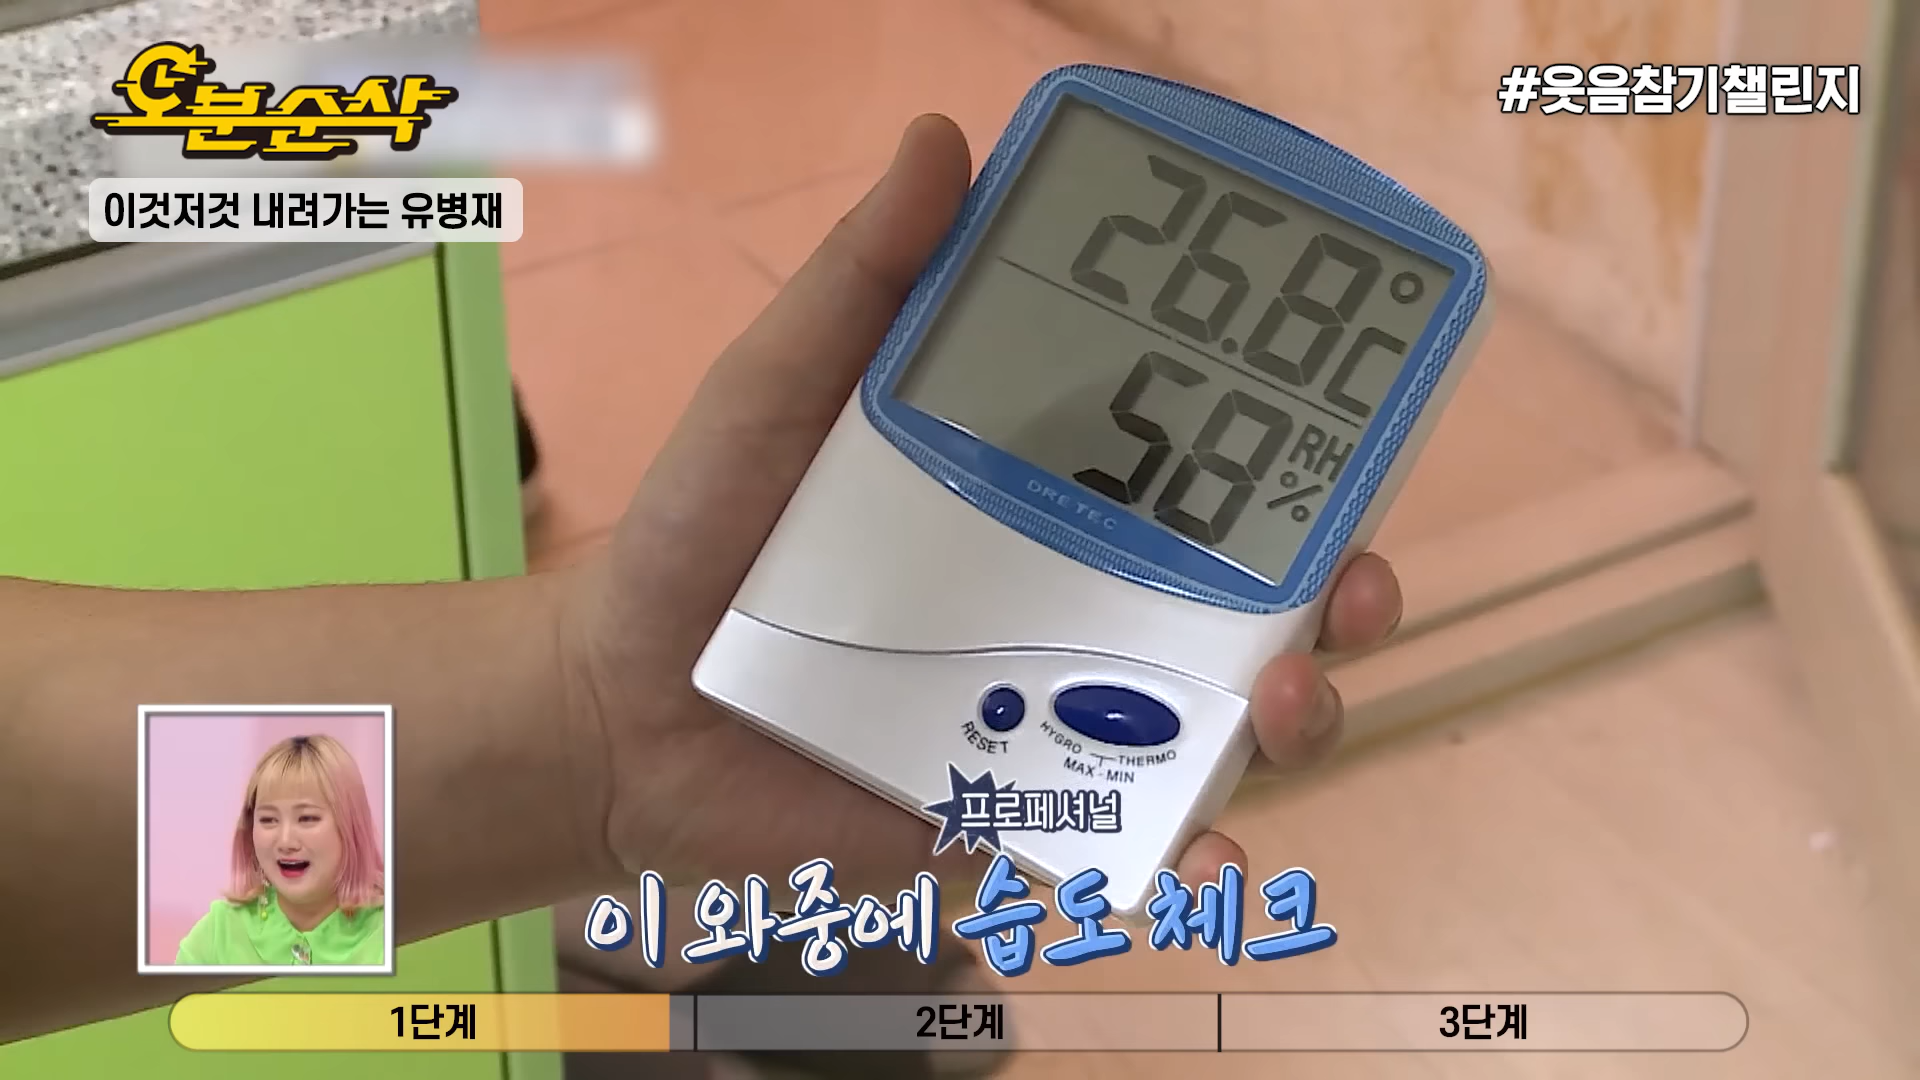 오분순삭
#웃음참기챌린지
이것저것 내려가는 유병재
26.8°C
58 RH %
DRETEC
RESET
HYGRO THERMO
MAX-MIN
프로페셔널
이 와중에 습도 체크
1단계 2단계 3단계